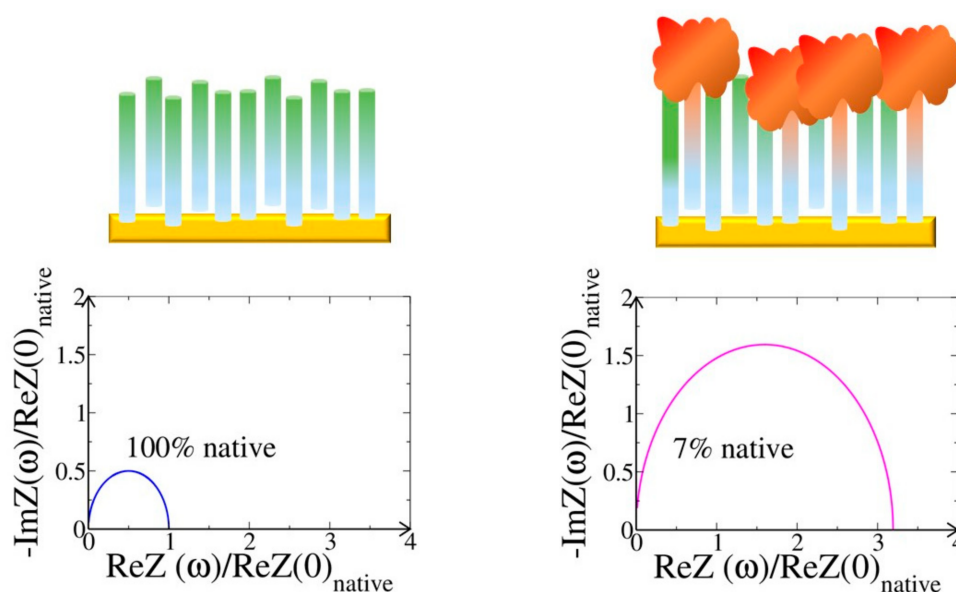 2
1.5
1
0.5
0
-ImZ(ω)/ReZ(0)native
100% native
0 1 2 3 4
ReZ (ω)/ReZ(0)native
2
1.5
1
0.5
0
-ImZ(ω)/ReZ(0)native
7% native
0 1 2 3 4
ReZ (ω)/ReZ(0)native